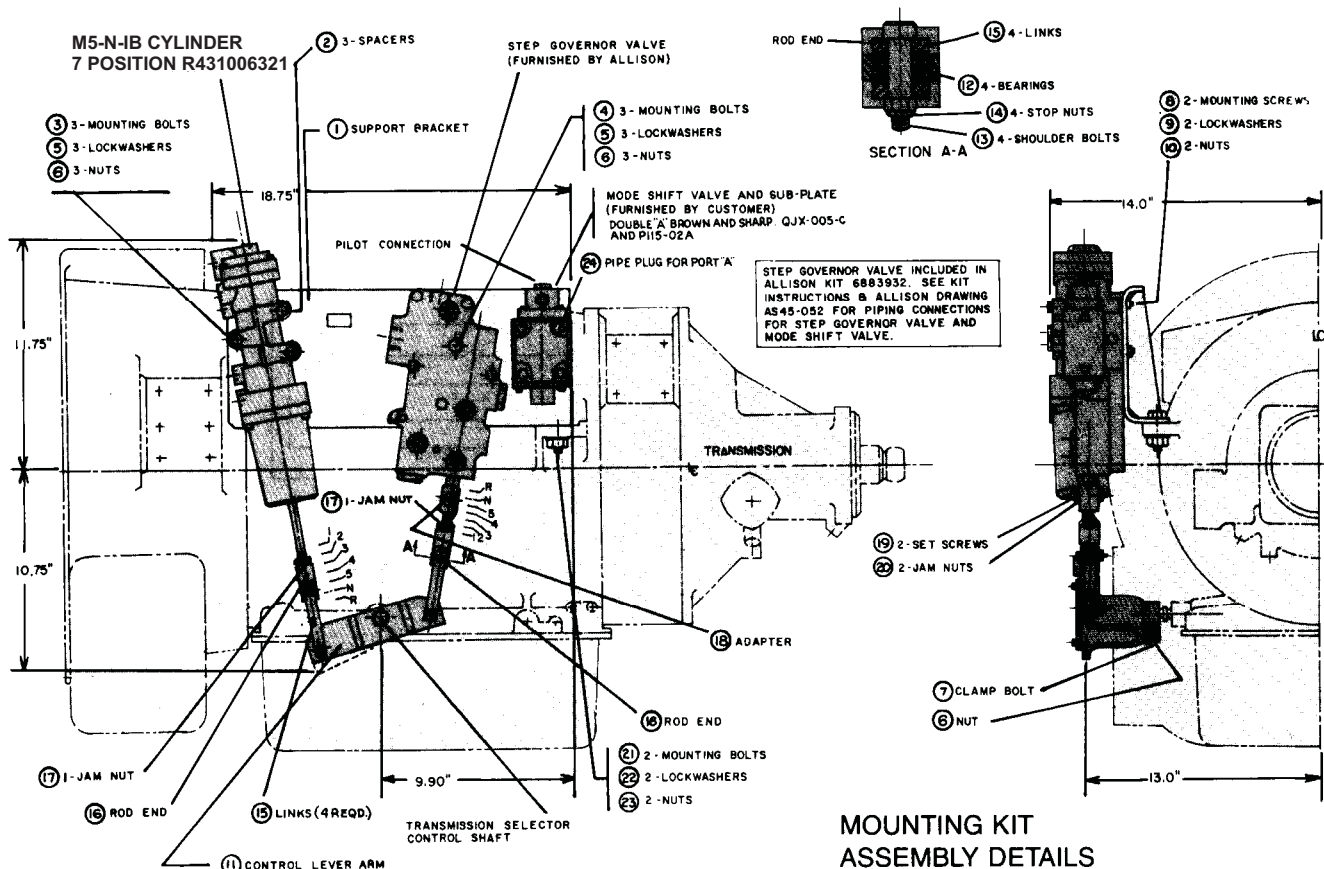 M5-N-IB CYLINDER
7 POSITION R431006321
② 3-SPACERS
STEP GOVERNOR VALVE
(FURNISHED BY ALLISON)
③ 3-MOUNTING BOLTS
⑤ 3-LOCKWASHERS
⑥ 3-NUTS
① SUPPORT BRACKET
④ 3-MOUNTING BOLTS
⑤ 3-LOCKWASHERS
⑥ 3-NUTS
ROD END
⑮ 4-LINKS
⑫ 4-BEARINGS
⑭ 4-STOP NUTS
⑬ 4-SHOULDER BOLTS
SECTION A-A
⑧ 2-MOUNTING SCREWS
⑨ 2-LOCKWASHERS
⑩ 2-NUTS
18.75"
14.0"
MODE SHIFT VALVE AND SUB-PLATE
(FURNISHED BY CUSTOMER)
DOUBLE "A" BROWN AND SHARP. QJX-005-C
AND P115-02A
PILOT CONNECTION
㉔ PIPE PLUG FOR PORT "A"
STEP GOVERNOR VALVE INCLUDED IN
ALLISON KIT 6883932. SEE KIT
INSTRUCTIONS & ALLISON DRAWING
AS45-052 FOR PIPING CONNECTIONS
FOR STEP GOVERNOR VALVE AND
MODE SHIFT VALVE.
11.75"
TRANSMISSION
⑰ 1-JAM NUT
R
N
5
4
3
2
1
A
A
1
2
3
4
5
N
R
10.75"
⑲ 2-SET SCREWS
⑳ 2-JAM NUTS
⑱ ADAPTER
⑦ CLAMP BOLT
⑥ NUT
⑯ ROD END
㉑ 2-MOUNTING BOLTS
㉒ 2-LOCKWASHERS
㉓ 2-NUTS
⑰ 1-JAM NUT
⑯ ROD END
⑮ LINKS (4 REQD.)
9.90"
13.0"
TRANSMISSION SELECTOR
CONTROL SHAFT
⑪ CONTROL LEVER ARM
MOUNTING KIT
ASSEMBLY DETAILS